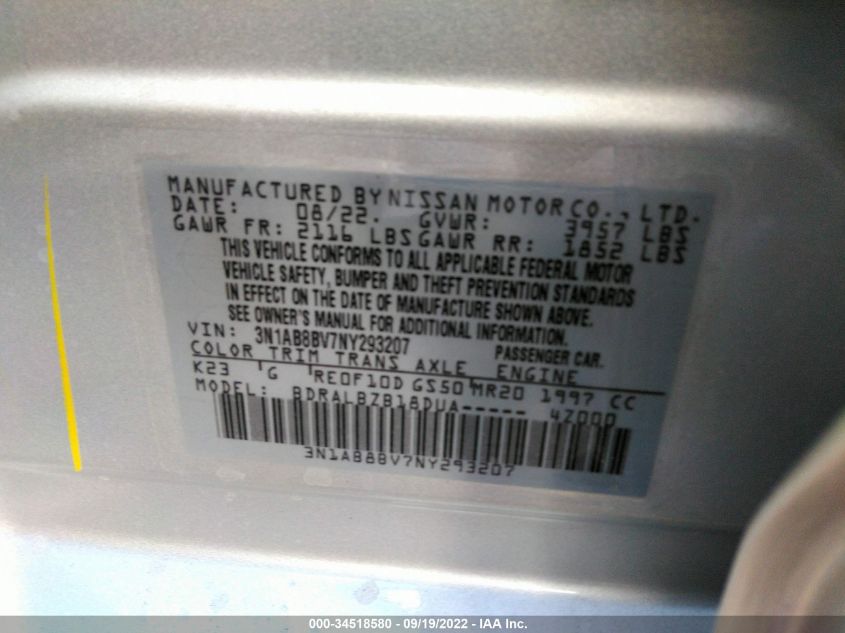 MANUFACTURED BY NISSAN MOTOR CO., LTD.
DATE: 08/22. GVWR: 3957 LBS
GAWR FR: 2116 LBS GAWR RR: 1852 LBS
THIS VEHICLE CONFORMS TO ALL APPLICABLE FEDERAL MOTOR
VEHICLE SAFETY, BUMPER AND THEFT PREVENTION STANDARDS
IN EFFECT ON THE DATE OF MANUFACTURE SHOWN ABOVE.
SEE OWNER'S MANUAL FOR ADDITIONAL INFORMATION.
VIN: 3N1AB8BV7NY293207 PASSENGER CAR.
COLOR TRIM TRANS AXLE ENGINE
K23 G RE0F10D GS50 MR20 1997 CC
MODEL: BDRALBZB18DUA----- 4Z000
3N1AB8BV7NY293207
000-34518580 - 09/19/2022 - IAA Inc.